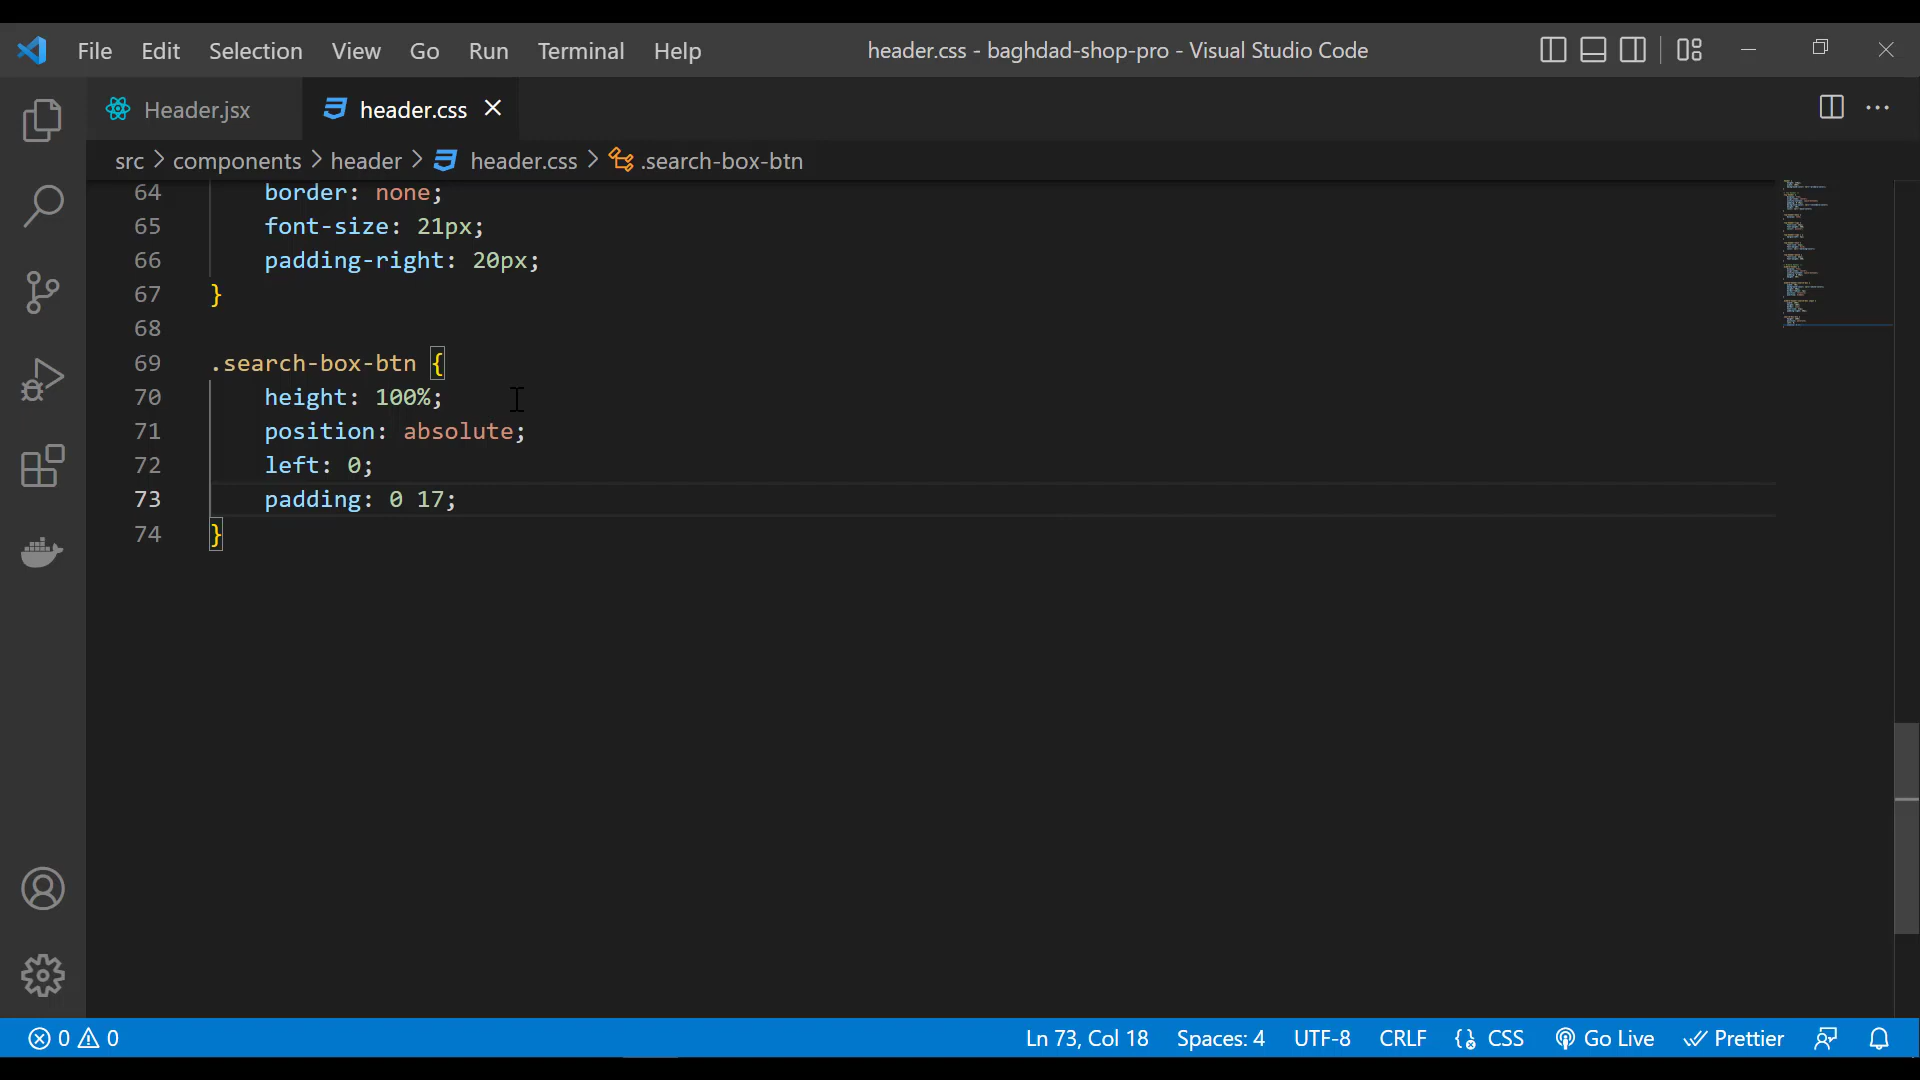 File Edit Selection View Go Run Terminal Help header.css - baghdad-shop-pro - Visual Studio Code
Header.jsx header.css
src > components > header > header.css > .search-box-btn
64 border: none;
65 font-size: 21px;
66 padding-right: 20px;
67 }
68
69 .search-box-btn {
70 height: 100%;
71 position: absolute;
72 left: 0;
73 padding: 0 17;
74 }
0 0 Ln 73, Col 18 Spaces: 4 UTF-8 CRLF CSS Go Live Prettier